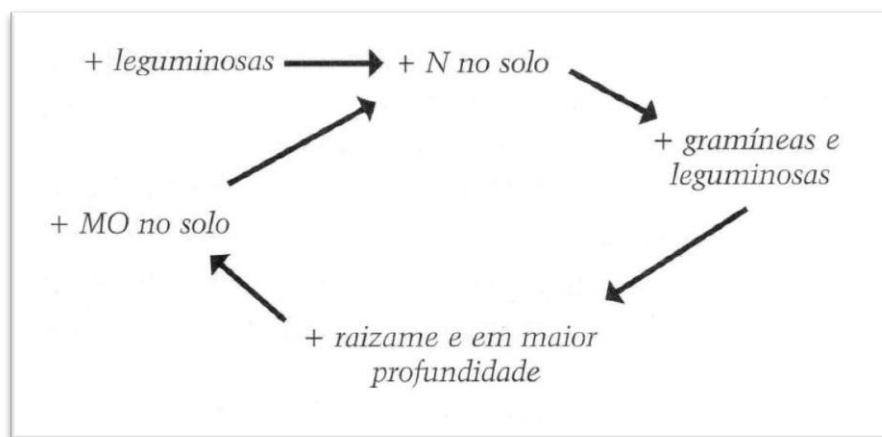 + leguminosas
+ N no solo
+ gramíneas e
leguminosas
+ MO no solo
+ raizame e em maior
profundidade